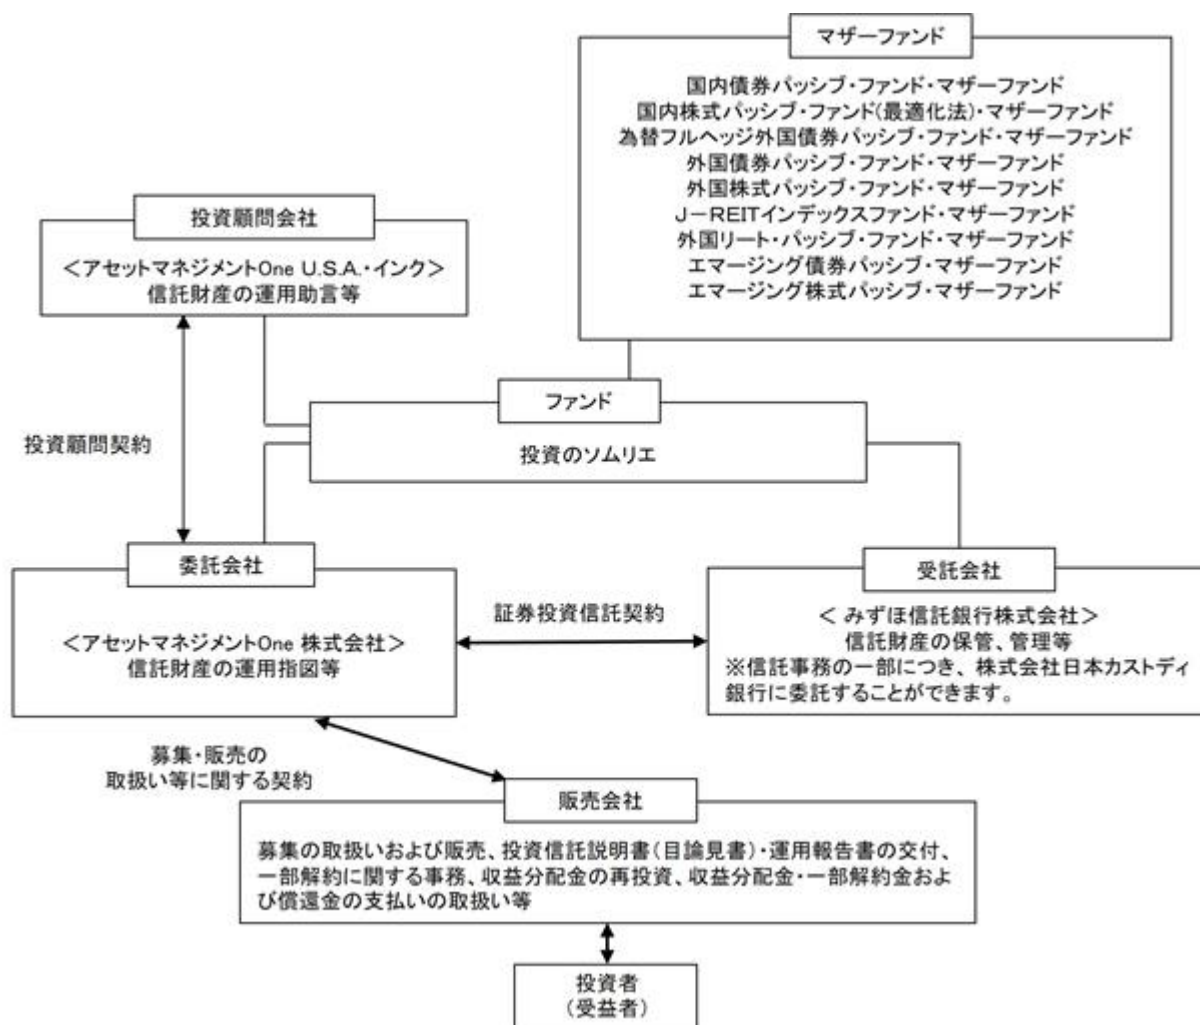 マザーファンド
国内債券パッシブ・ファンド・マザーファンド
国内株式パッシブ・ファンド(最適化法)・マザーファンド
為替フルヘッジ外国債券パッシブ・ファンド・マザーファンド
外国債券パッシブ・ファンド・マザーファンド
外国株式パッシブ・ファンド・マザーファンド
J－REITインデックスファンド・マザーファンド
外国リート・パッシブ・ファンド・マザーファンド
エマージング債券パッシブ・マザーファンド
エマージング株式パッシブ・マザーファンド
投資顧問会社
＜アセットマネジメントOne U.S.A.・インク＞
信託財産の運用助言等
ファンド
投資のソムリエ
投資顧問契約
委託会社
＜アセットマネジメントOne 株式会社＞
信託財産の運用指図等
証券投資信託契約
受託会社
＜ みずほ信託銀行株式会社＞
信託財産の保管、管理等
※信託事務の一部につき、株式会社日本カストディ
銀行に委託することができます。
募集・販売の
取扱い等に関する契約
販売会社
募集の取扱いおよび販売、投資信託説明書(目論見書)・運用報告書の交付、
一部解約に関する事務、収益分配金の再投資、収益分配金・一部解約金およ
び償還金の支払いの取扱い等
投資者
(受益者)